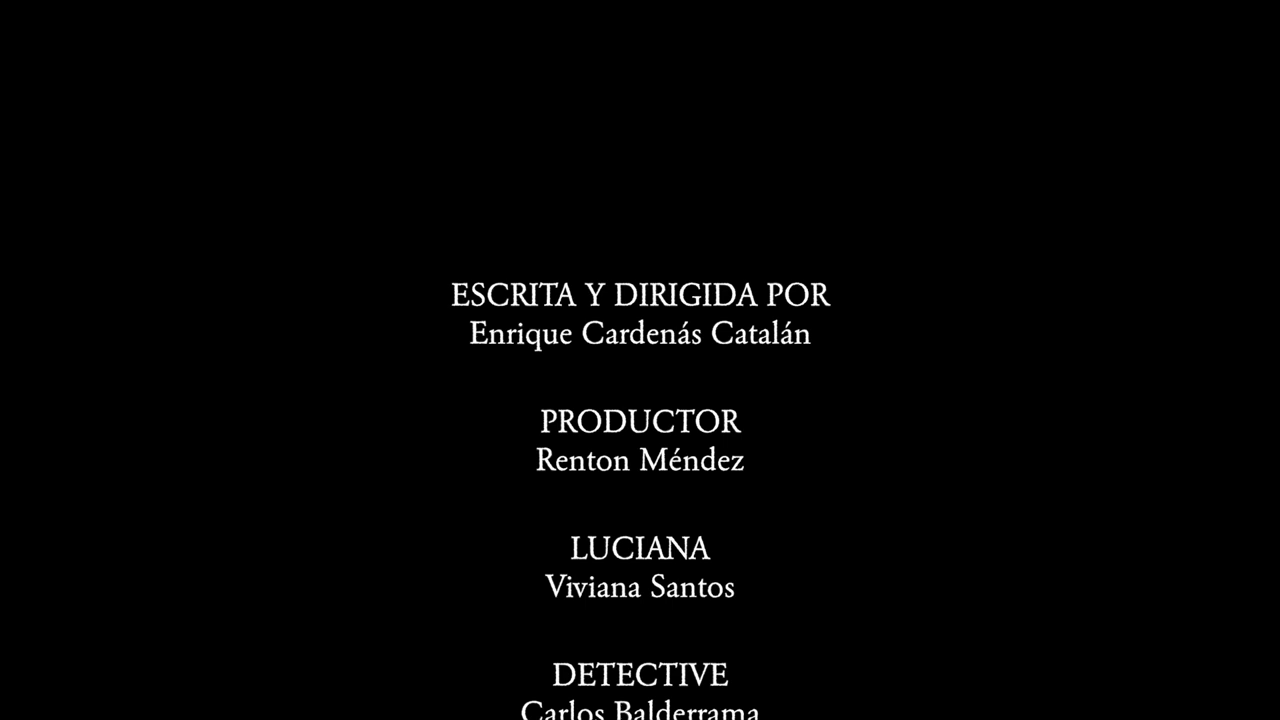 ESCRITA Y DIRIGIDA POR
Enrique Cardenás Catalán
PRODUCTOR
Renton Méndez
LUCIANA
Viviana Santos
DETECTIVE
Carlos Balderrama